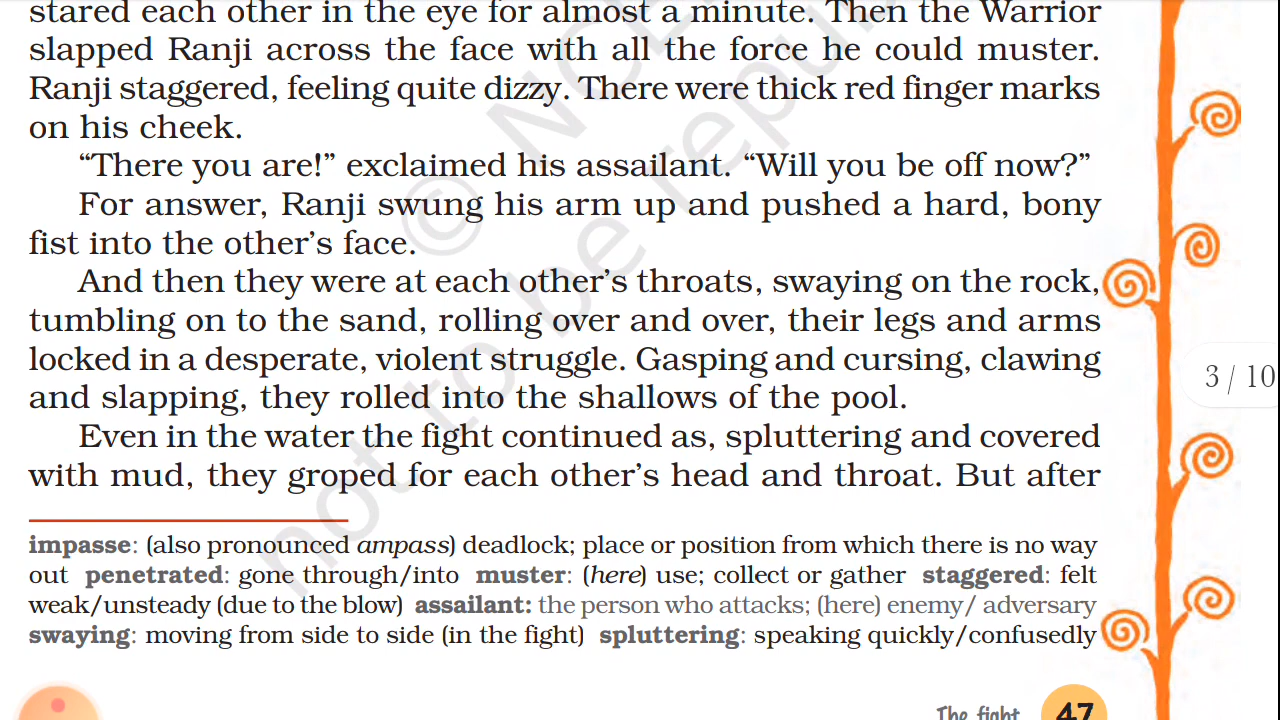 stared each other in the eye for almost a minute. Then the Warrior
slapped Ranji across the face with all the force he could muster.
Ranji staggered, feeling quite dizzy. There were thick red finger marks
on his cheek.
“There you are!” exclaimed his assailant. “Will you be off now?”
For answer, Ranji swung his arm up and pushed a hard, bony
fist into the other’s face.
And then they were at each other’s throats, swaying on the rock,
tumbling on to the sand, rolling over and over, their legs and arms
locked in a desperate, violent struggle. Gasping and cursing, clawing
and slapping, they rolled into the shallows of the pool.
Even in the water the fight continued as, spluttering and covered
with mud, they groped for each other’s head and throat. But after
impasse: (also pronounced ampass) deadlock; place or position from which there is no way
out penetrated: gone through/into muster: (here) use; collect or gather staggered: felt
weak/unsteady (due to the blow) assailant: the person who attacks; (here) enemy/ adversary
swaying: moving from side to side (in the fight) spluttering: speaking quickly/confusedly
The fight 47
3 / 10
© NCE
not to be repu